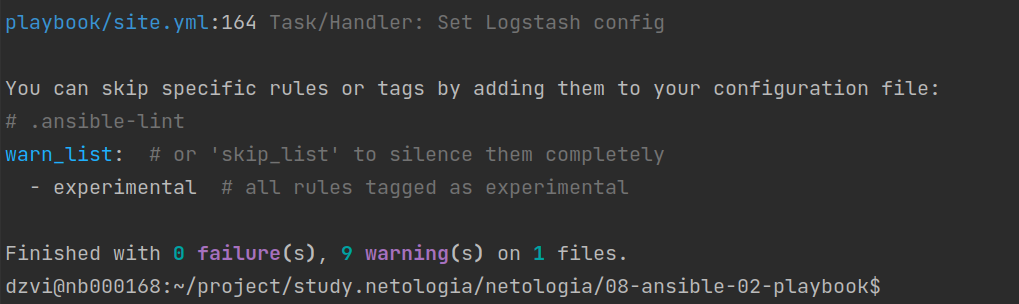 playbook/site.yml:164 Task/Handler: Set Logstash config
You can skip specific rules or tags by adding them to your configuration file:
# .ansible-lint
warn_list:  # or 'skip_list' to silence them completely
  - experimental  # all rules tagged as experimental
Finished with 0 failure(s), 9 warning(s) on 1 files.
dzvi@nb000168:~/project/study.netologia/netologia/08-ansible-02-playbook$